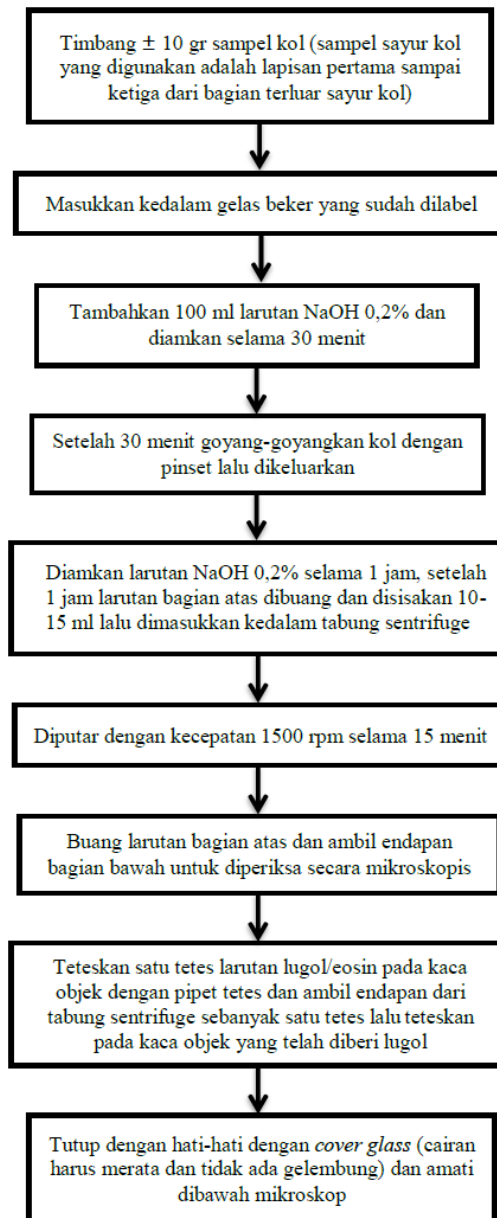 Timbang ± 10 gr sampel kol (sampel sayur kol
yang digunakan adalah lapisan pertama sampai
ketiga dari bagian terluar sayur kol)
Masukkan kedalam gelas beker yang sudah dilabel
Tambahkan 100 ml larutan NaOH 0,2% dan
diamkan selama 30 menit
Setelah 30 menit goyang-goyangkan kol dengan
pinset lalu dikeluarkan
Diamkan larutan NaOH 0,2% selama 1 jam, setelah
1 jam larutan bagian atas dibuang dan disisakan 10-
15 ml lalu dimasukkan kedalam tabung sentrifuge
Diputar dengan kecepatan 1500 rpm selama 15 menit
Buang larutan bagian atas dan ambil endapan
bagian bawah untuk diperiksa secara mikroskopis
Teteskan satu tetes larutan lugol/eosin pada kaca
objek dengan pipet tetes dan ambil endapan dari
tabung sentrifuge sebanyak satu tetes lalu teteskan
pada kaca objek yang telah diberi lugol
Tutup dengan hati-hati dengan cover glass (cairan
harus merata dan tidak ada gelembung) dan amati
dibawah mikroskop